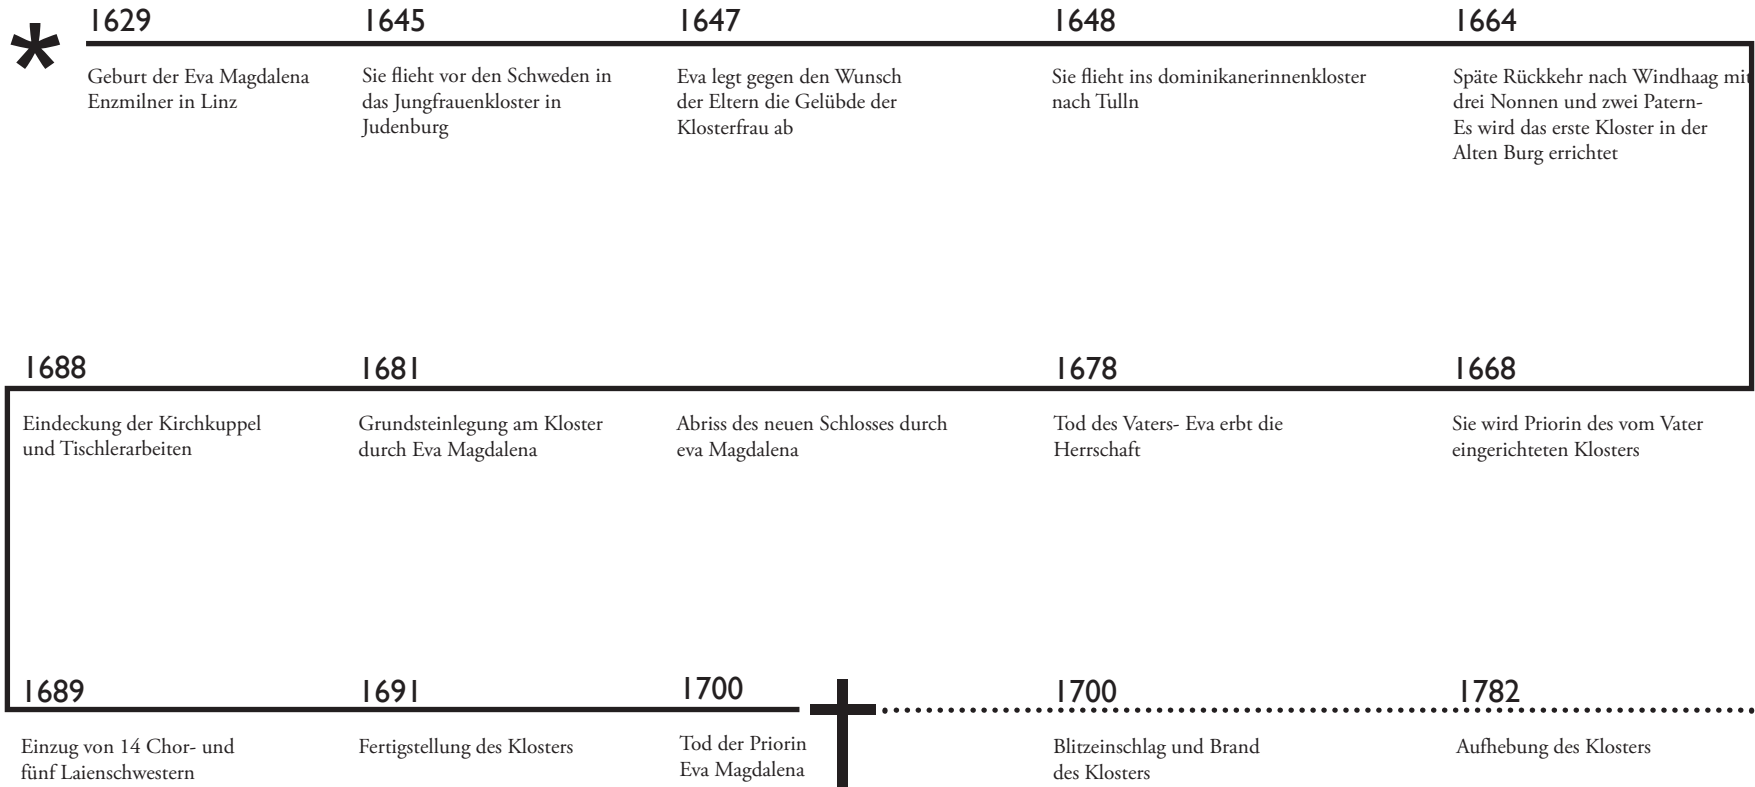 *
1629
Geburt der Eva Magdalena
Enzmilner in Linz
1645
Sie flieht vor den Schweden in
das Jungfrauenkloster in
Judenburg
1647
Eva legt gegen den Wunsch
der Eltern die Gelübde der
Klosterfrau ab
1648
Sie flieht ins dominikanerinnenkloster
nach Tulln
1664
Späte Rückkehr nach Windhaag mit
drei Nonnen und zwei Patern-
Es wird das erste Kloster in der
Alten Burg errichtet
1668
Sie wird Priorin des vom Vater
eingerichteten Klosters
1678
Tod des Vaters- Eva erbt die
Herrschaft
Abriss des neuen Schlosses durch
eva Magdalena
1681
Grundsteinlegung am Kloster
durch Eva Magdalena
1688
Eindeckung der Kirchkuppel
und Tischlerarbeiten
1689
Einzug von 14 Chor- und
fünf Laienschwestern
1691
Fertigstellung des Klosters
1700
Tod der Priorin
Eva Magdalena
1700
Blitzeinschlag und Brand
des Klosters
1782
Aufhebung des Klosters